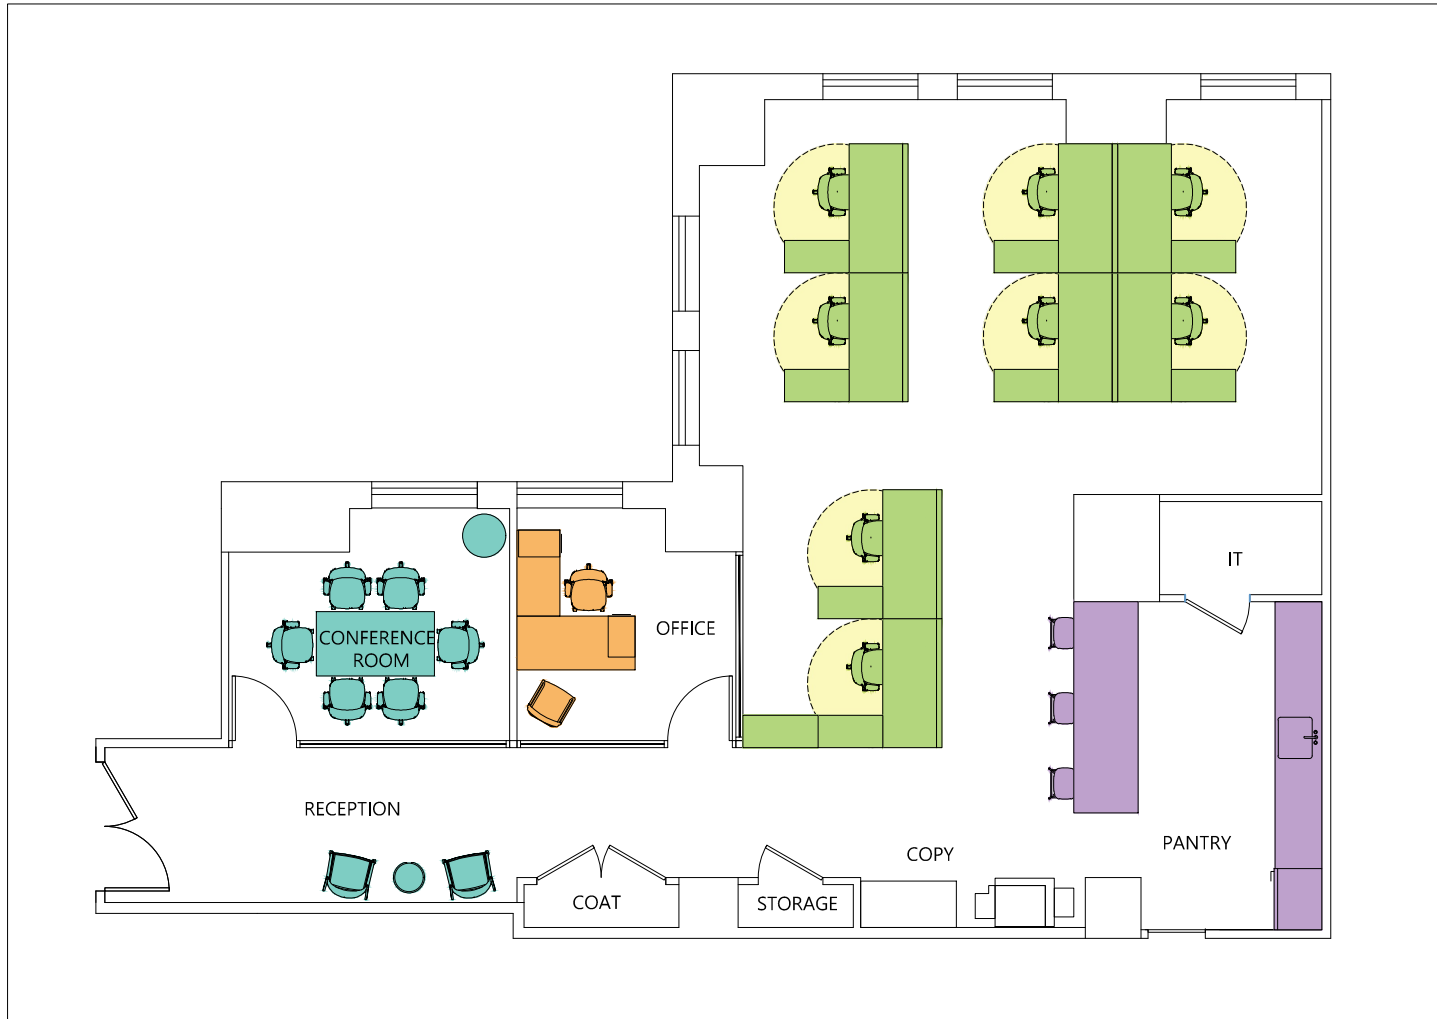 IT
CONFERENCE
ROOM
OFFICE
RECEPTION
PANTRY
COPY
COAT
STORAGE